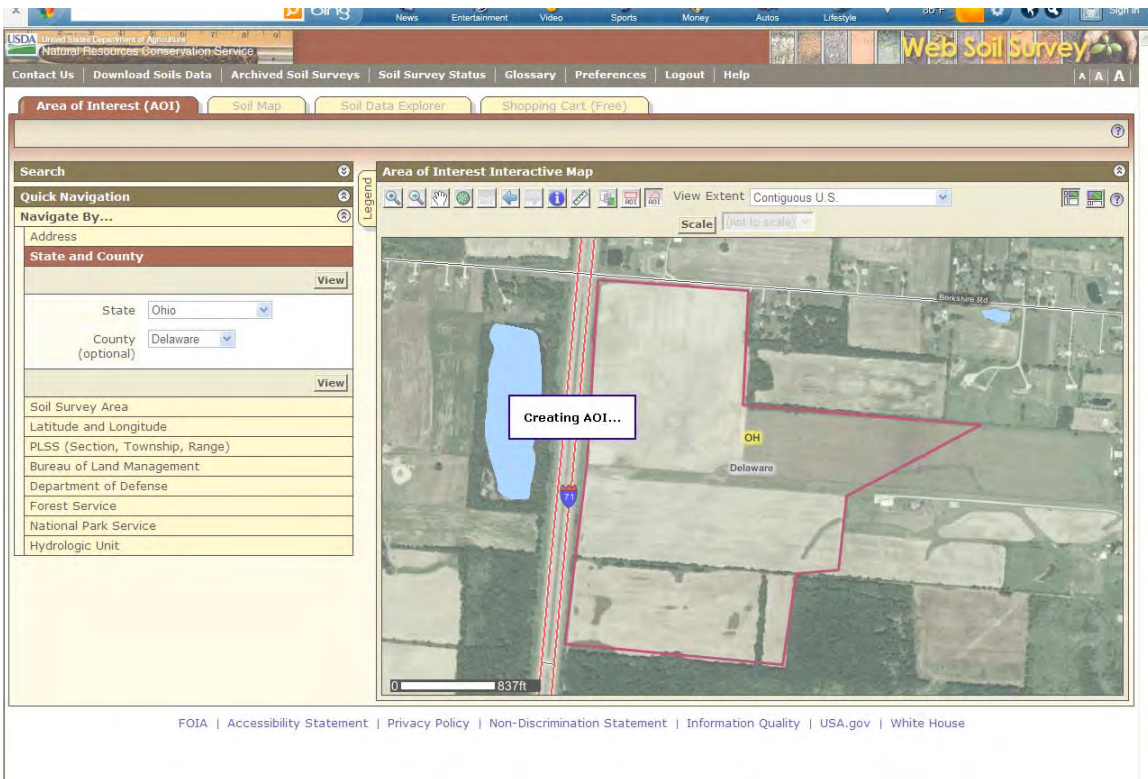 bing
News Entertainment Video Sports Money Autos Lifestyle 80°F Sign in
USDA United States Department of Agriculture
Natural Resources Conservation Service
Web Soil Survey
Contact Us | Download Soils Data | Archived Soil Surveys | Soil Survey Status | Glossary | Preferences | Logout | Help | A | A | A |
Area of Interest (AOI) Soil Map Soil Data Explorer Shopping Cart (Free)
Search
Quick Navigation
Navigate By...
Address
State and County
View
State Ohio
County Delaware
(optional)
View
Soil Survey Area
Latitude and Longitude
PLSS (Section, Township, Range)
Bureau of Land Management
Department of Defense
Forest Service
National Park Service
Hydrologic Unit
Legend
Area of Interest Interactive Map
AOI AOI View Extent Contiguous U.S.
Scale (not to scale)
Berkshire Rd
Creating AOI...
OH
Delaware
71
0 837ft
FOIA | Accessibility Statement | Privacy Policy | Non-Discrimination Statement | Information Quality | USA.gov | White House